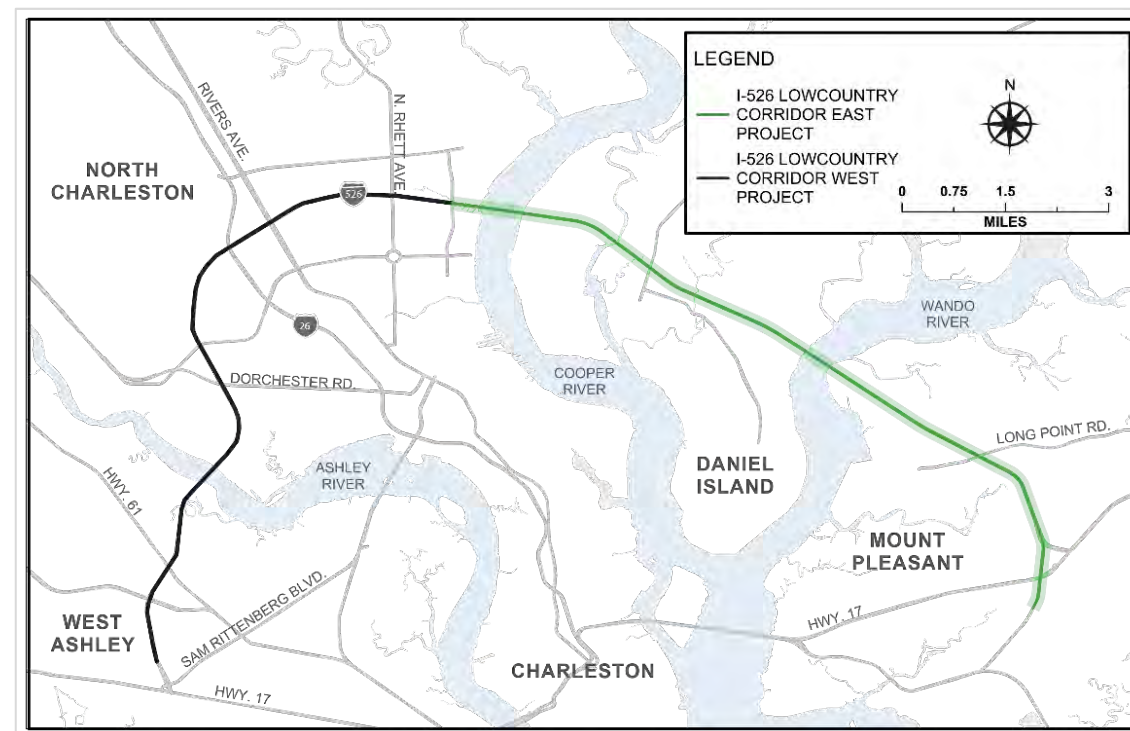 LEGEND
I-526 LOWCOUNTRY
CORRIDOR EAST
PROJECT
I-526 LOWCOUNTRY
CORRIDOR WEST
PROJECT
N
0 0.75 1.5 3
MILES
RIVERS AVE.
N. RHETT AVE.
NORTH
CHARLESTON
526
26
WANDO
RIVER
COOPER
RIVER
DORCHESTER RD.
LONG POINT RD.
ASHLEY
RIVER
DANIEL
ISLAND
HWY. 61
MOUNT
PLEASANT
SAM RITTENBERG BLVD.
WEST
ASHLEY
HWY. 17
CHARLESTON
HWY. 17